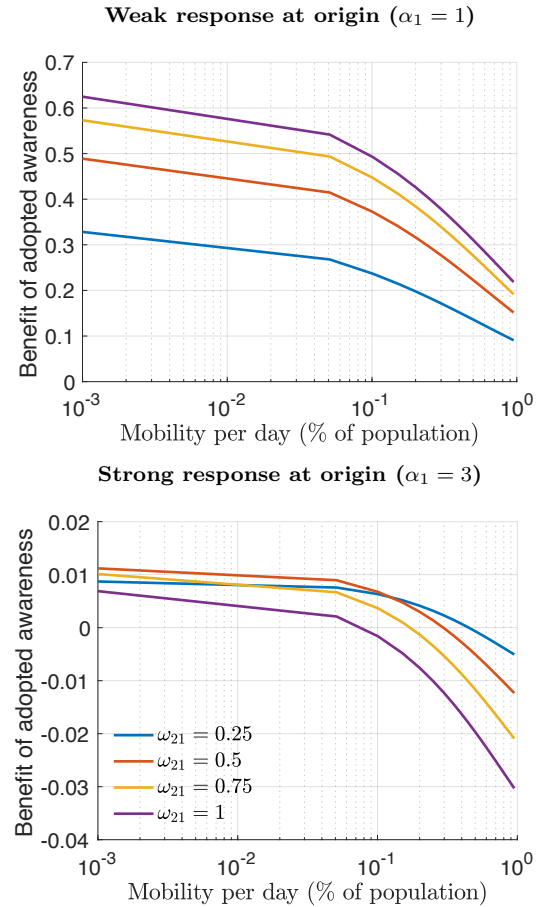 Weak response at origin (α₁ = 1)
Benefit of adopted awareness
0.7
0.6
0.5
0.4
0.3
0.2
0.1
0
10⁻³
10⁻²
10⁻¹
10⁰
Mobility per day (% of population)
Strong response at origin (α₁ = 3)
Benefit of adopted awareness
0.02
0.01
0
-0.01
-0.02
-0.03
-0.04
ω₂₁ = 0.25
ω₂₁ = 0.5
ω₂₁ = 0.75
ω₂₁ = 1
10⁻³
10⁻²
10⁻¹
10⁰
Mobility per day (% of population)